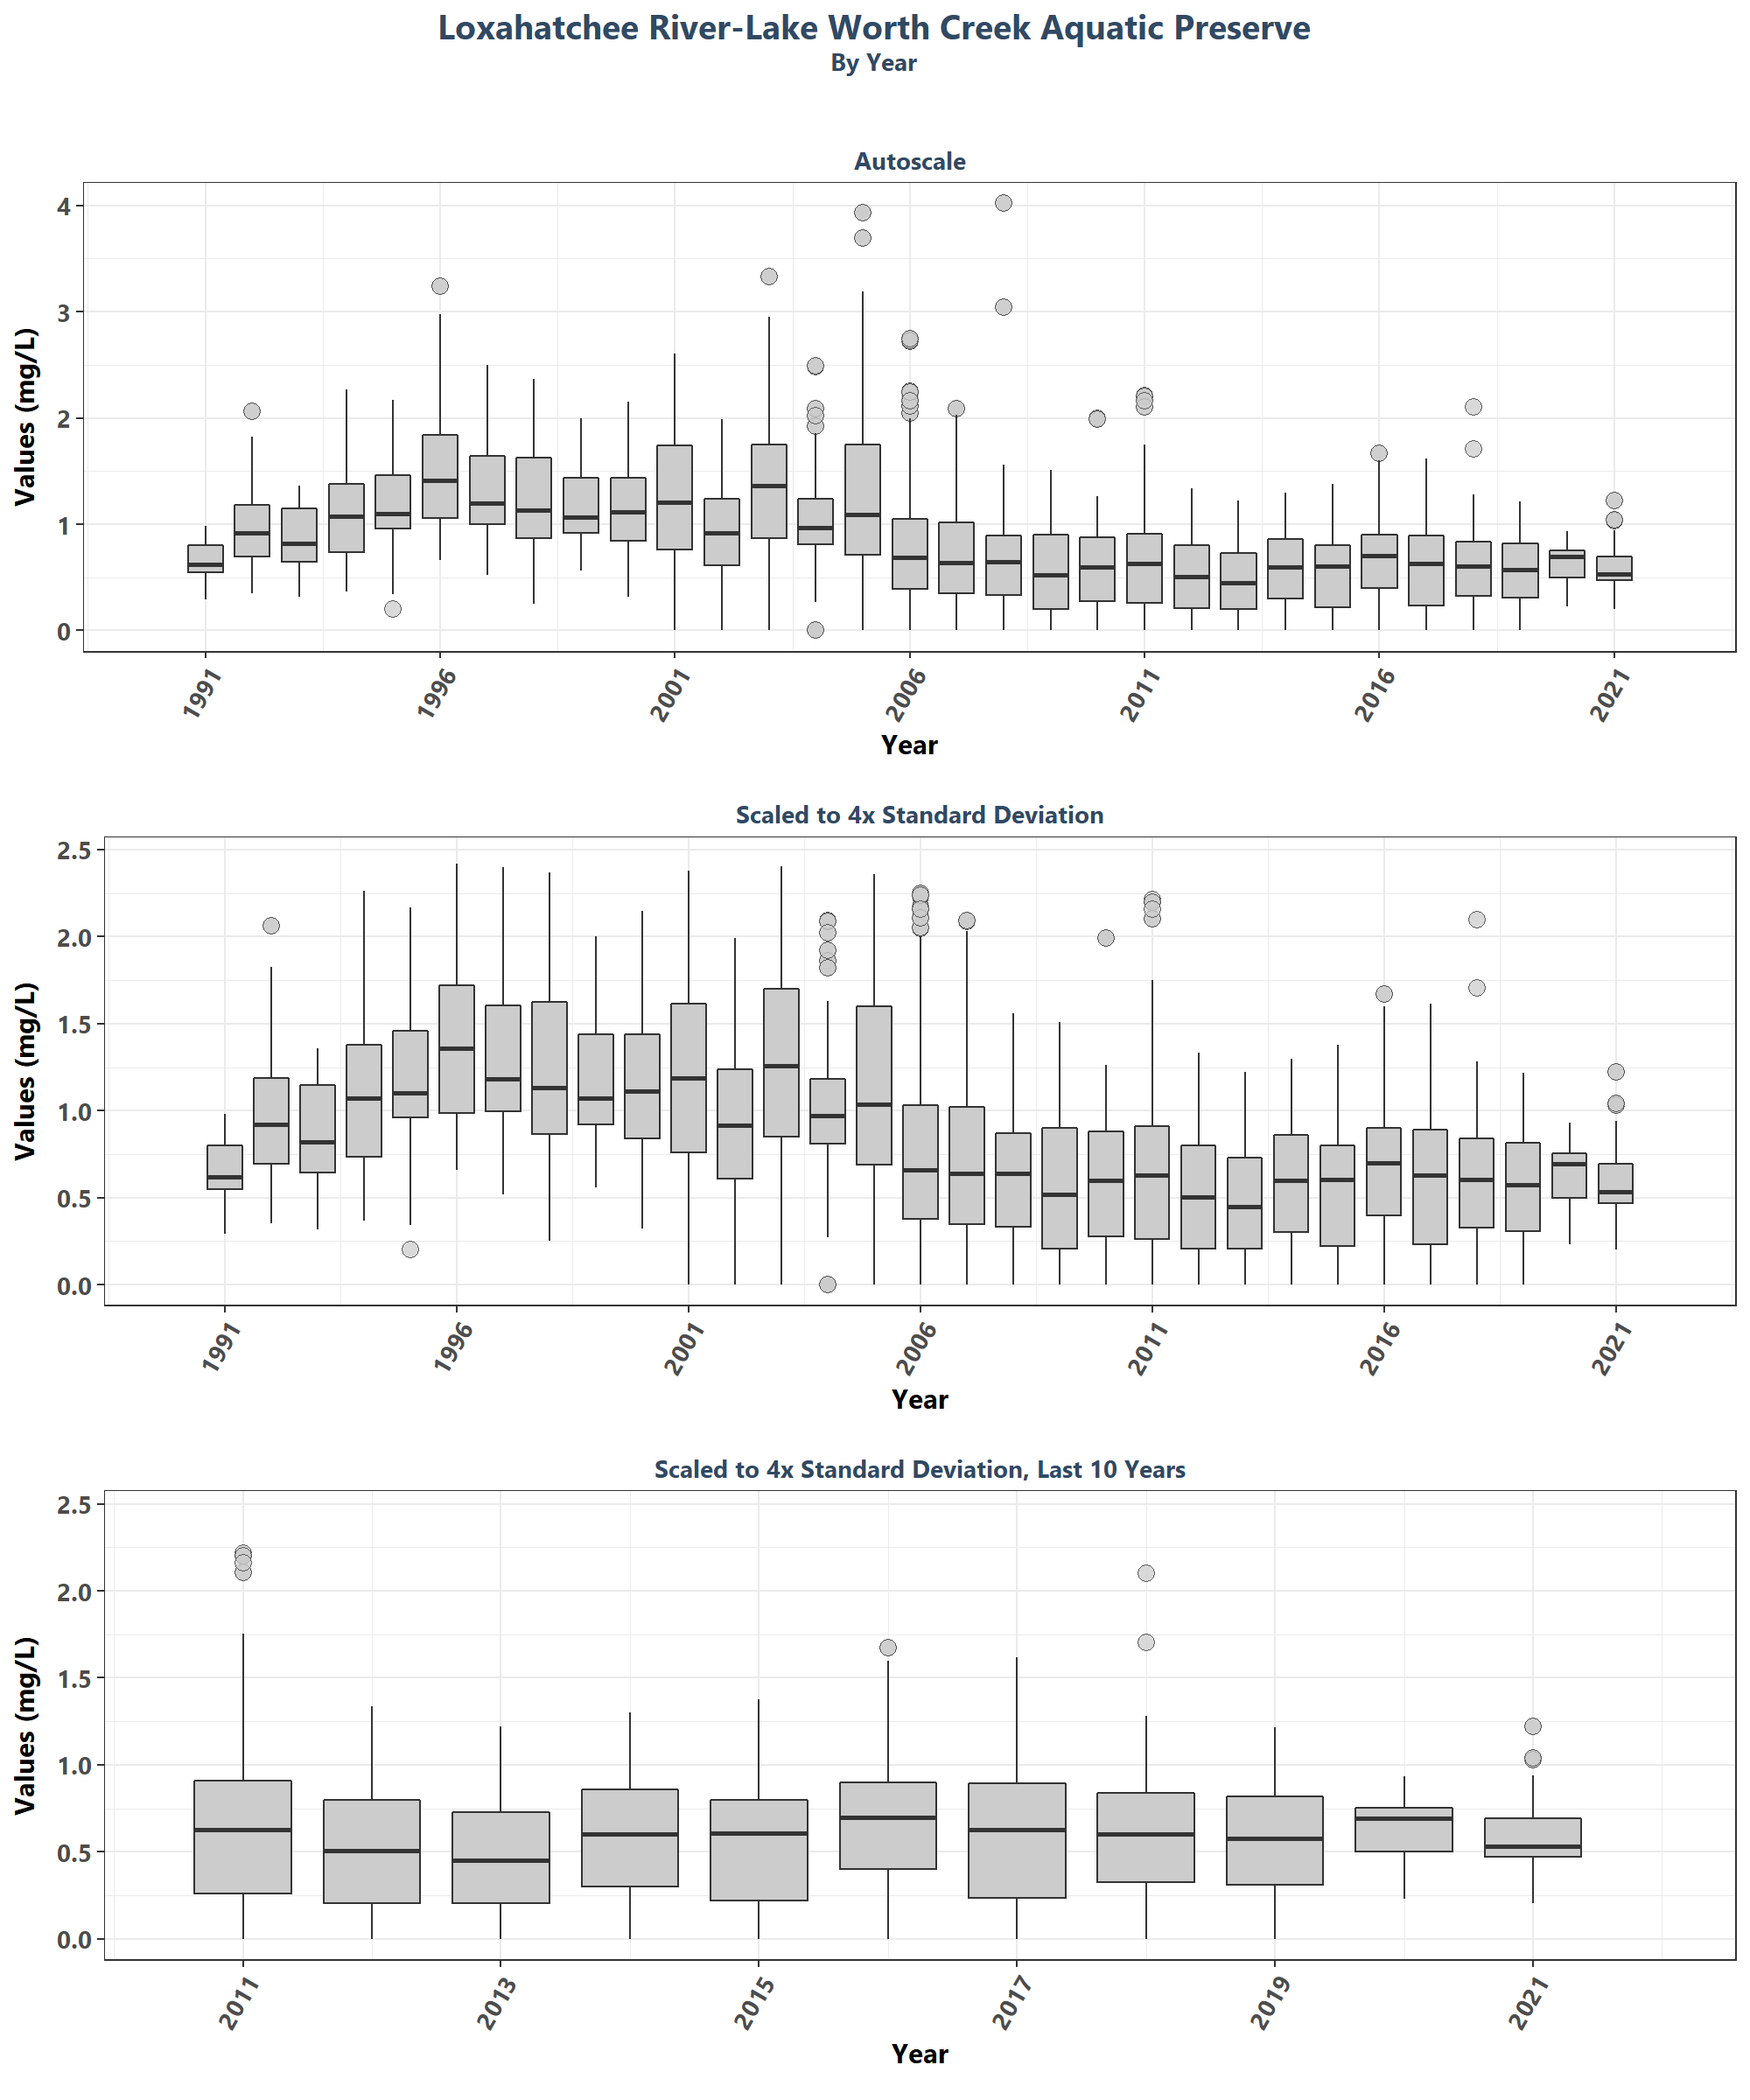 Loxahatchee River-Lake Worth Creek Aquatic Preserve
By Year
Autoscale
Values (mg/L)
4
3
2
1
0
1991 1996 2001 2006 2011 2016 2021
Year
Scaled to 4x Standard Deviation
Values (mg/L)
2.5
2.0
1.5
1.0
0.5
0.0
1991 1996 2001 2006 2011 2016 2021
Year
Scaled to 4x Standard Deviation, Last 10 Years
Values (mg/L)
2.5
2.0
1.5
1.0
0.5
0.0
2011 2013 2015 2017 2019 2021
Year